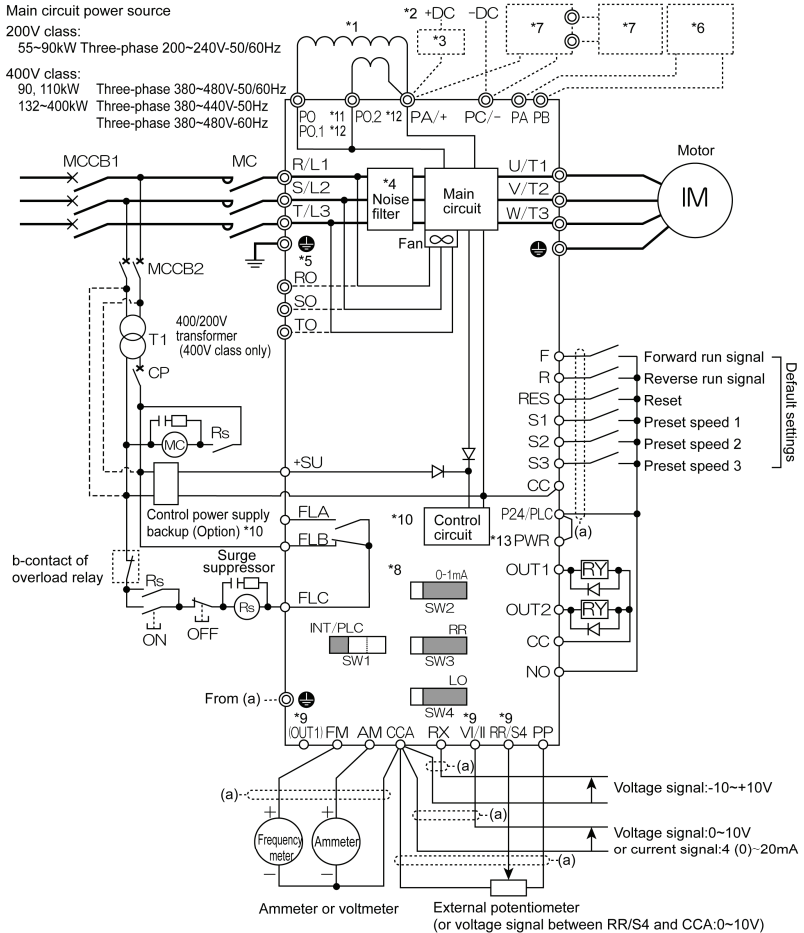 Main circuit power source
200V class:
55~90kW Three-phase 200~240V-50/60Hz
400V class:
90, 110kW Three-phase 380~480V-50/60Hz
132~400kW Three-phase 380~440V-50Hz
Three-phase 380~480V-60Hz
*1
*2 +DC
-DC
*3
*7
*7
*6
PO
PO.1
*11
*12
PO.2
*12
PA/+
PC/-
PA
PB
MCCB1
MC
R/L1
S/L2
T/L3
*4
Noise
filter
Main
circuit
U/T1
V/T2
W/T3
Motor
IM
Fan
*5
MCCB2
RO
SO
TO
T1
400/200V
transformer
(400V class only)
CP
F
R
RES
S1
S2
S3
CC
Forward run signal
Reverse run signal
Reset
Preset speed 1
Preset speed 2
Preset speed 3
Default settings
Rs
MC
+SU
Control power supply
backup (Option) *10
FLA
FLB
FLC
*10
Control
circuit
P24/PLC
*13 PWR
(a)
b-contact of
overload relay
Surge
suppressor
Rs
Rs
ON
OFF
*8
0-1mA
SW2
INT/PLC
SW1
RR
SW3
LO
SW4
OUT1
RY
OUT2
RY
CC
NO
From (a)
*9
(OUT1)
FM
AM
CCA
RX
*9
VI/II
*9
RR/S4
PP
(a)
(a)
(a)
(a)
Voltage signal:-10~+10V
Voltage signal:0~10V
or current signal:4 (0)~20mA
+
Frequency
meter
-
+
Ammeter
-
Ammeter or voltmeter
External potentiometer
(or voltage signal between RR/S4 and CCA:0~10V)